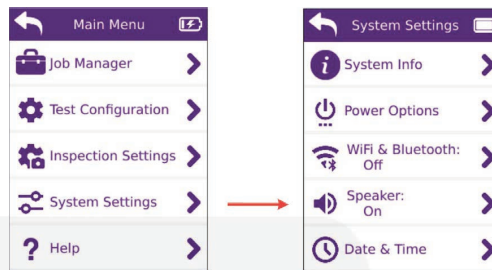 Main Menu
Job Manager
Test Configuration
Inspection Settings
System Settings
Help
System Settings
System Info
Power Options
WiFi & Bluetooth:
Off
Speaker:
On
Date & Time